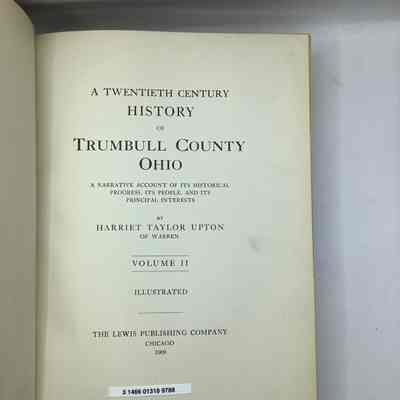 A TWENTIETH CENTURY
HISTORY
OF
TRUMBULL COUNTY
OHIO
A NARRATIVE ACCOUNT OF ITS HISTORICAL
PROGRESS, ITS PEOPLE, AND ITS
PRINCIPAL INTERESTS
BY
HARRIET TAYLOR UPTON
OF WARREN
VOLUME II
ILLUSTRATED
THE LEWIS PUBLISHING COMPANY
CHICAGO
1909
3 1466 01318 9788